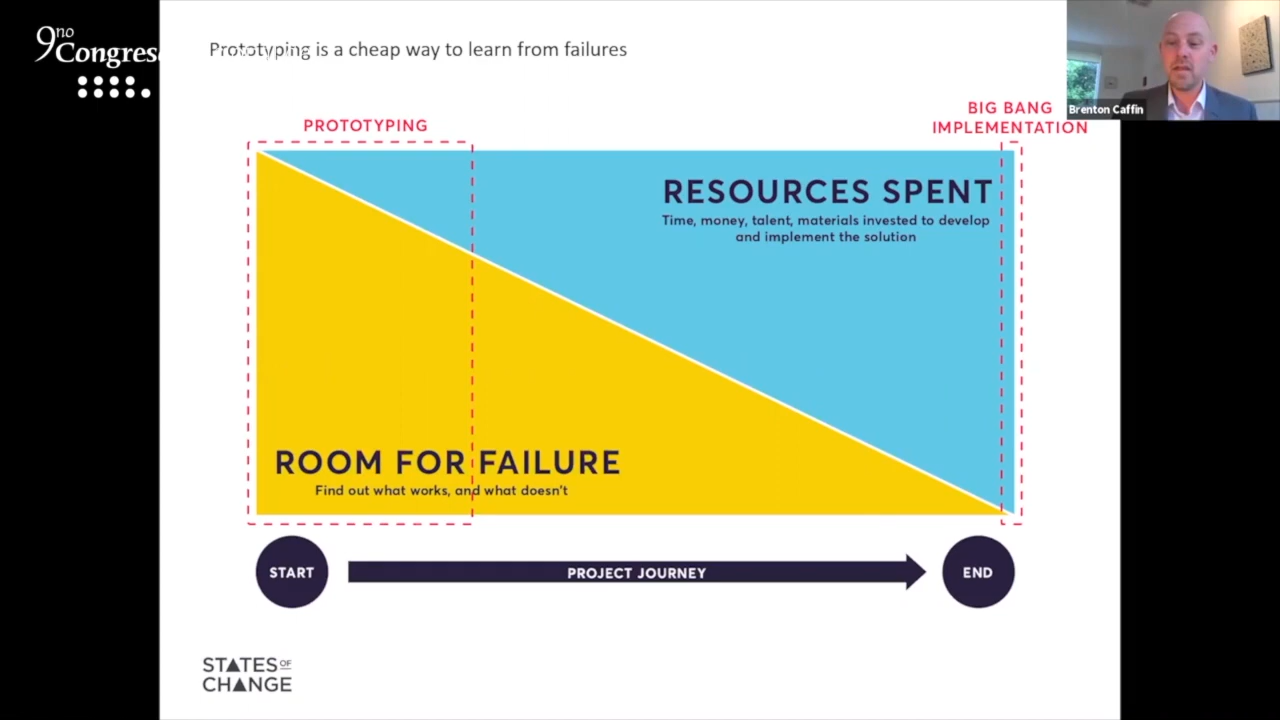 9no
Congres
Prototyping is a cheap way to learn from failures
Brenton Caffin
PROTOTYPING
BIG BANG
IMPLEMENTATION
RESOURCES SPENT
Time, money, talent, materials invested to develop
and implement the solution
ROOM FOR FAILURE
Find out what works, and what doesn't
START
PROJECT JOURNEY
END
STATES OF
CHANGE